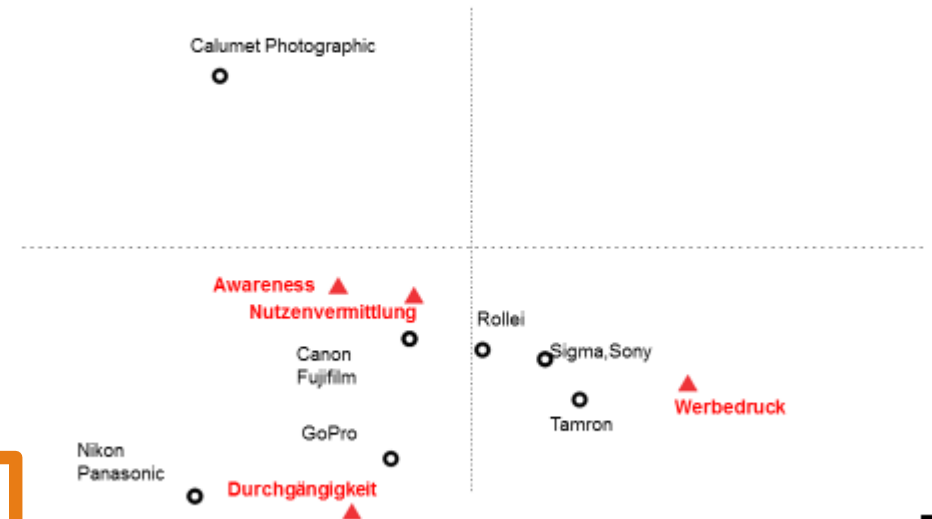 Calumet Photographic
Awareness
Nutzenvermittlung
Rollei
Canon
Fujifilm
Sigma,Sony
Werbedruck
Tamron
GoPro
Nikon
Panasonic
Durchgängigkeit